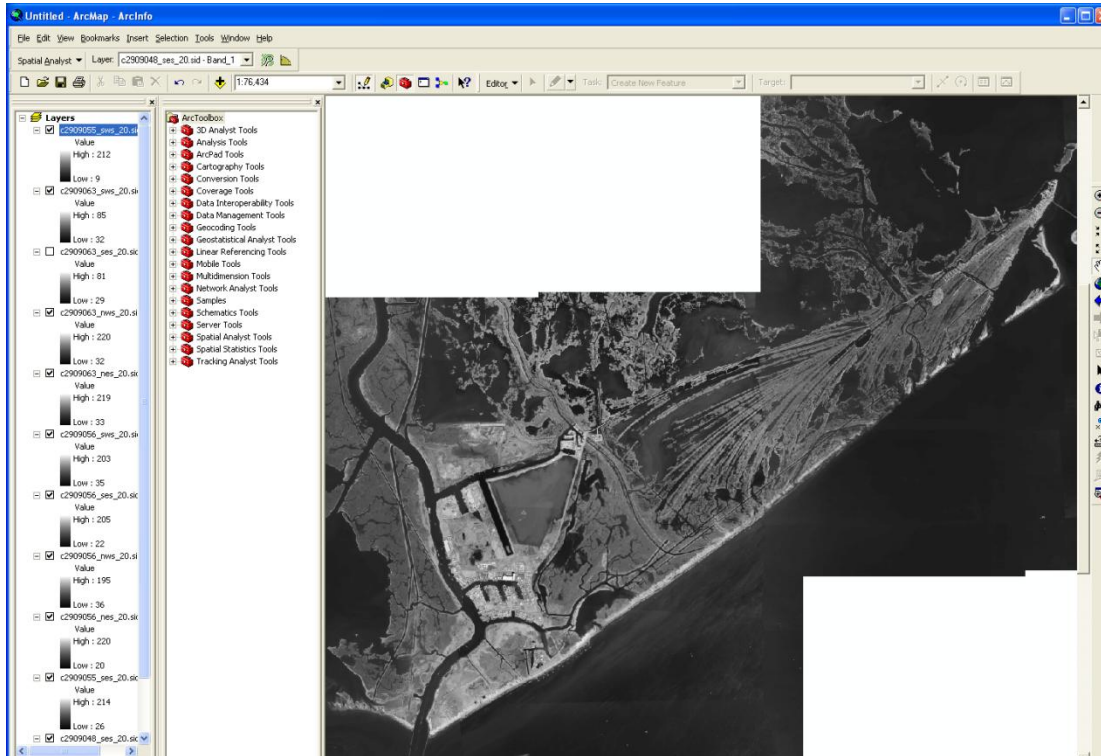 Untitled - ArcMap - ArcInfo
File Edit View Bookmarks Insert Selection Tools Window Help
Spatial Analyst Layer: c2909048_ses_20.sid - Band_1
1:76,434 Editor Task: Create New Feature Target:
Layers
c2909055_sws_20.sid
Value
High : 212
Low : 9
c2909063_sws_20.si
Value
High : 85
Low : 32
c2909063_ses_20.sid
Value
High : 81
Low : 29
c2909063_nws_20.si
Value
High : 220
Low : 32
c2909063_nes_20.sid
Value
High : 219
Low : 33
c2909056_sws_20.si
Value
High : 203
Low : 35
c2909056_ses_20.sid
Value
High : 205
Low : 22
c2909056_nws_20.si
Value
High : 195
Low : 36
c2909056_nes_20.sid
Value
High : 220
Low : 20
c2909055_ses_20.sid
Value
High : 214
Low : 26
c2909048_ses_20.sid
ArcToolbox
3D Analyst Tools
Analysis Tools
ArcPad Tools
Cartography Tools
Conversion Tools
Coverage Tools
Data Interoperability Tools
Data Management Tools
Geocoding Tools
Geostatistical Analyst Tools
Linear Referencing Tools
Mobile Tools
Multidimension Tools
Network Analyst Tools
Samples
Schematics Tools
Server Tools
Spatial Analyst Tools
Spatial Statistics Tools
Tracking Analyst Tools